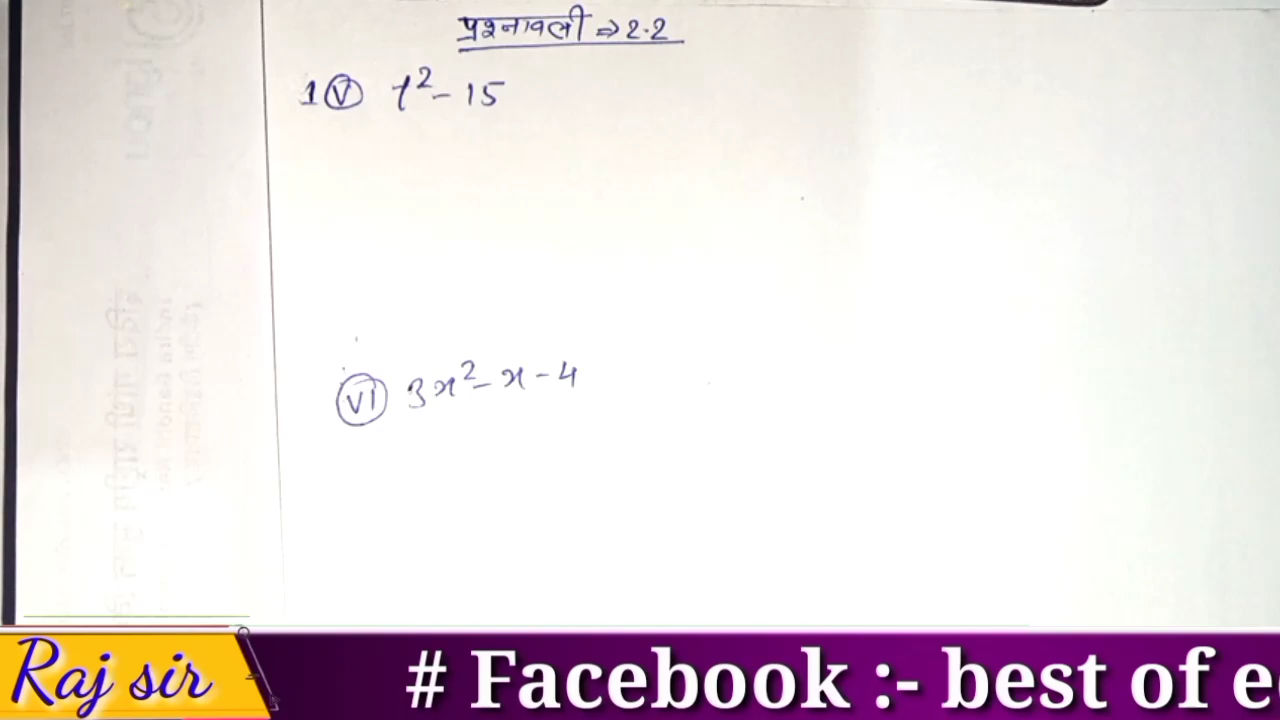 प्रश्नावली ⇒ 2.2
1 (V) t² - 15
(VI) 3x² - x - 4
Raj sir
# Facebook :- best of e